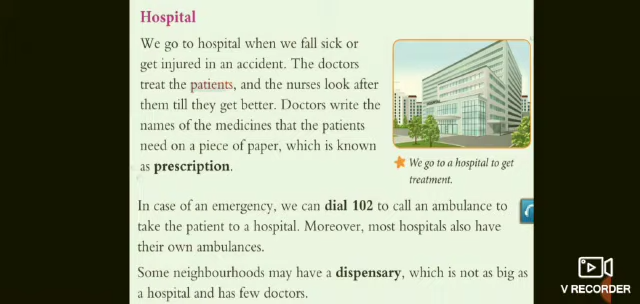 Hospital
We go to hospital when we fall sick or
get injured in an accident. The doctors
treat the patients, and the nurses look after
them till they get better. Doctors write the
names of the medicines that the patients
need on a piece of paper, which is known
as prescription.
We go to a hospital to get
treatment.
In case of an emergency, we can dial 102 to call an ambulance to
take the patient to a hospital. Moreover, most hospitals also have
their own ambulances.
Some neighbourhoods may have a dispensary, which is not as big as
a hospital and has few doctors.
V RECORDER